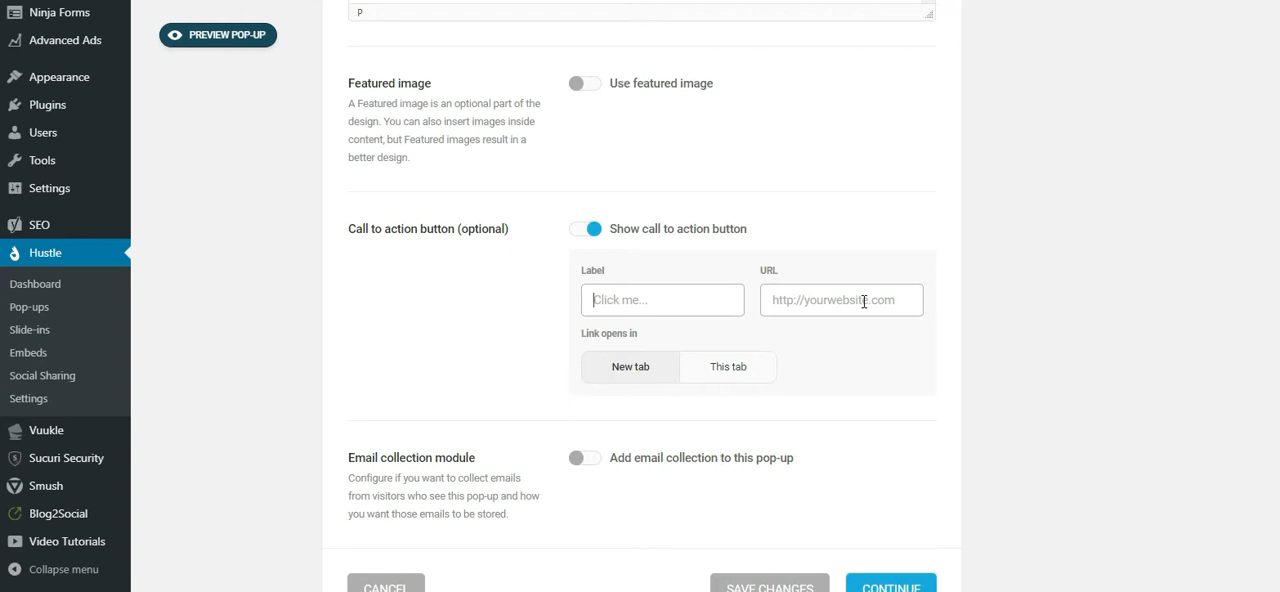 Ninja Forms
Advanced Ads
Appearance
Plugins
Users
Tools
Settings
SEO
Hustle
Dashboard
Pop-ups
Slide-ins
Embeds
Social Sharing
Settings
Vuukle
Sucuri Security
Smush
Blog2Social
Video Tutorials
Collapse menu
PREVIEW POP-UP
P
Featured image
A Featured image is an optional part of the
design. You can also insert images inside
content, but Featured images result in a
better design.
Use featured image
Call to action button (optional)
Show call to action button
Label
URL
Click me...
http://yourwebsite.com
Link opens in
New tab
This tab
Email collection module
Configure if you want to collect emails
from visitors who see this pop-up and how
you want those emails to be stored.
Add email collection to this pop-up
CANCEL
SAVE CHANGES
CONTINUE